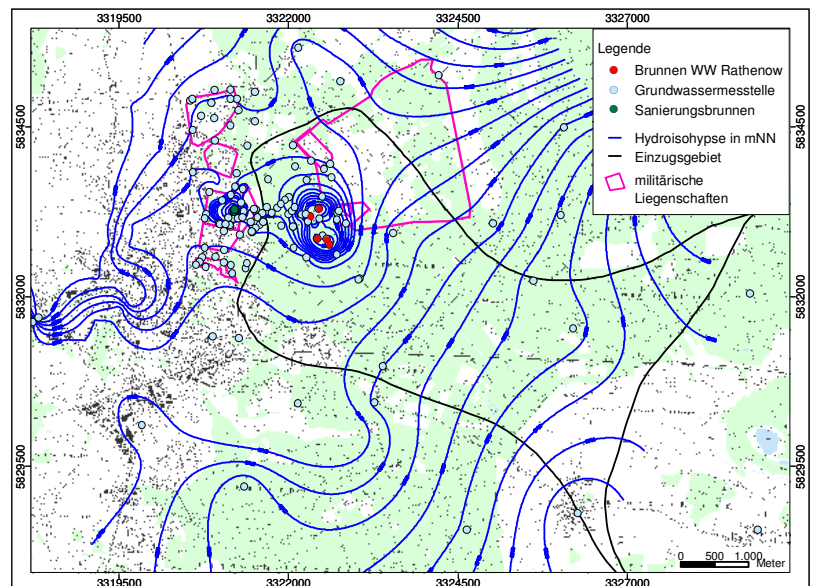 3319500 3322000 3324500 3327000
5834500
5832000
5829500
5834500
5832000
5829500
Legende
Brunnen WW Rathenow
Grundwassermesstelle
Sanierungsbrunnen
Hydroisohypse in mNN
Einzugsgebiet
militärische
Liegenschaften
0 500 1.000
Meter
3319500 3322000 3324500 3327000